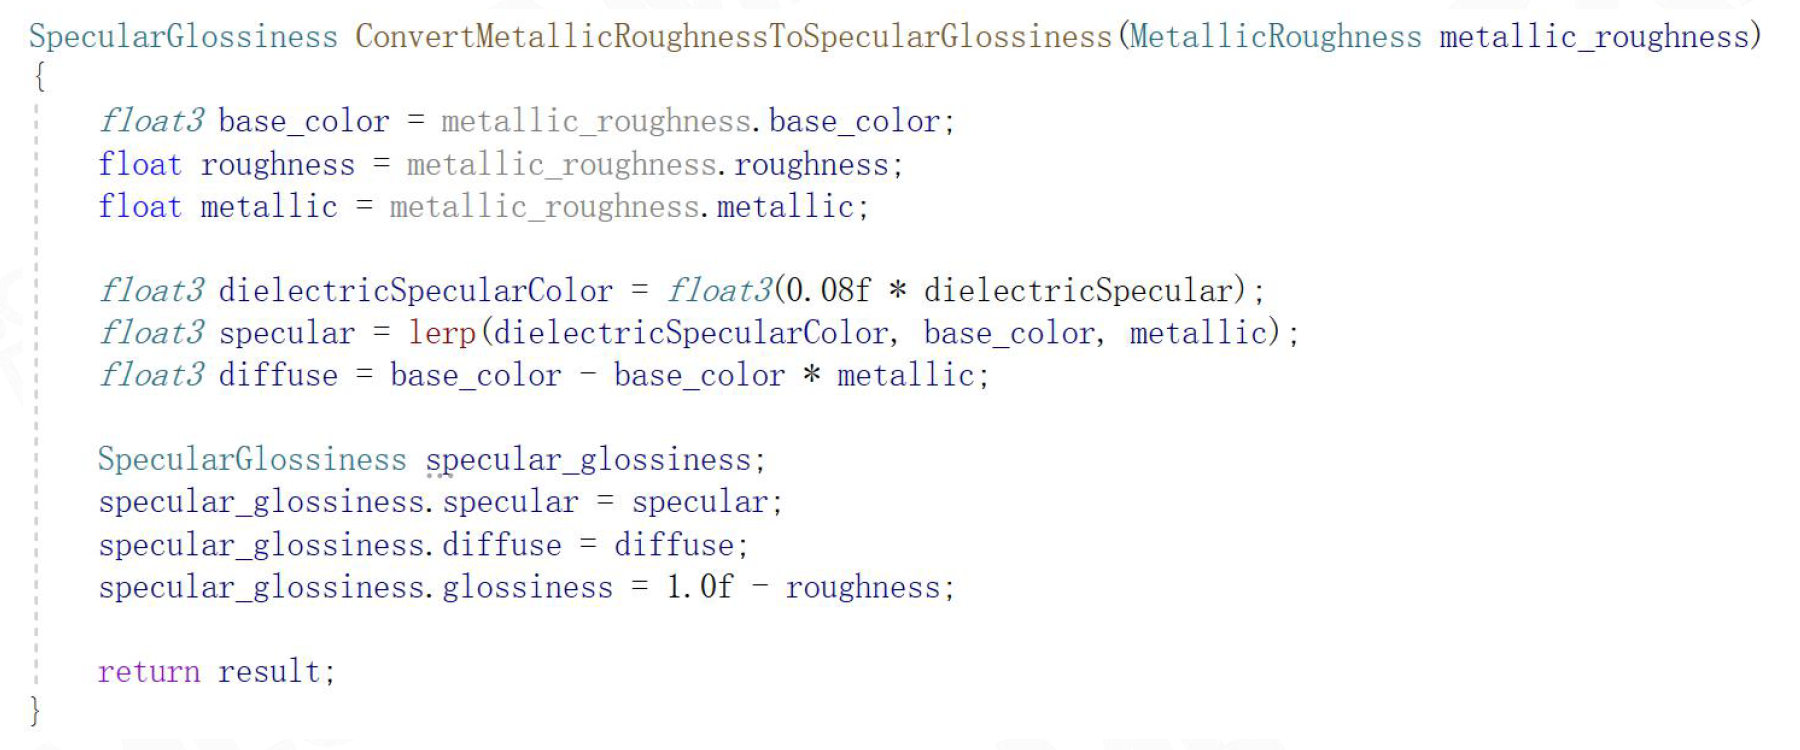 SpecularGlossiness ConvertMetallicRoughnessToSpecularGlossiness(MetallicRoughness metallic_roughness)
{
    float3 base_color = metallic_roughness.base_color;
    float roughness = metallic_roughness.roughness;
    float metallic = metallic_roughness.metallic;

    float3 dielectricSpecularColor = float3(0.08f * dielectricSpecular);
    float3 specular = lerp(dielectricSpecularColor, base_color, metallic);
    float3 diffuse = base_color - base_color * metallic;

    SpecularGlossiness specular_glossiness;
    specular_glossiness.specular = specular;
    specular_glossiness.diffuse = diffuse;
    specular_glossiness.glossiness = 1.0f - roughness;

    return result;
}